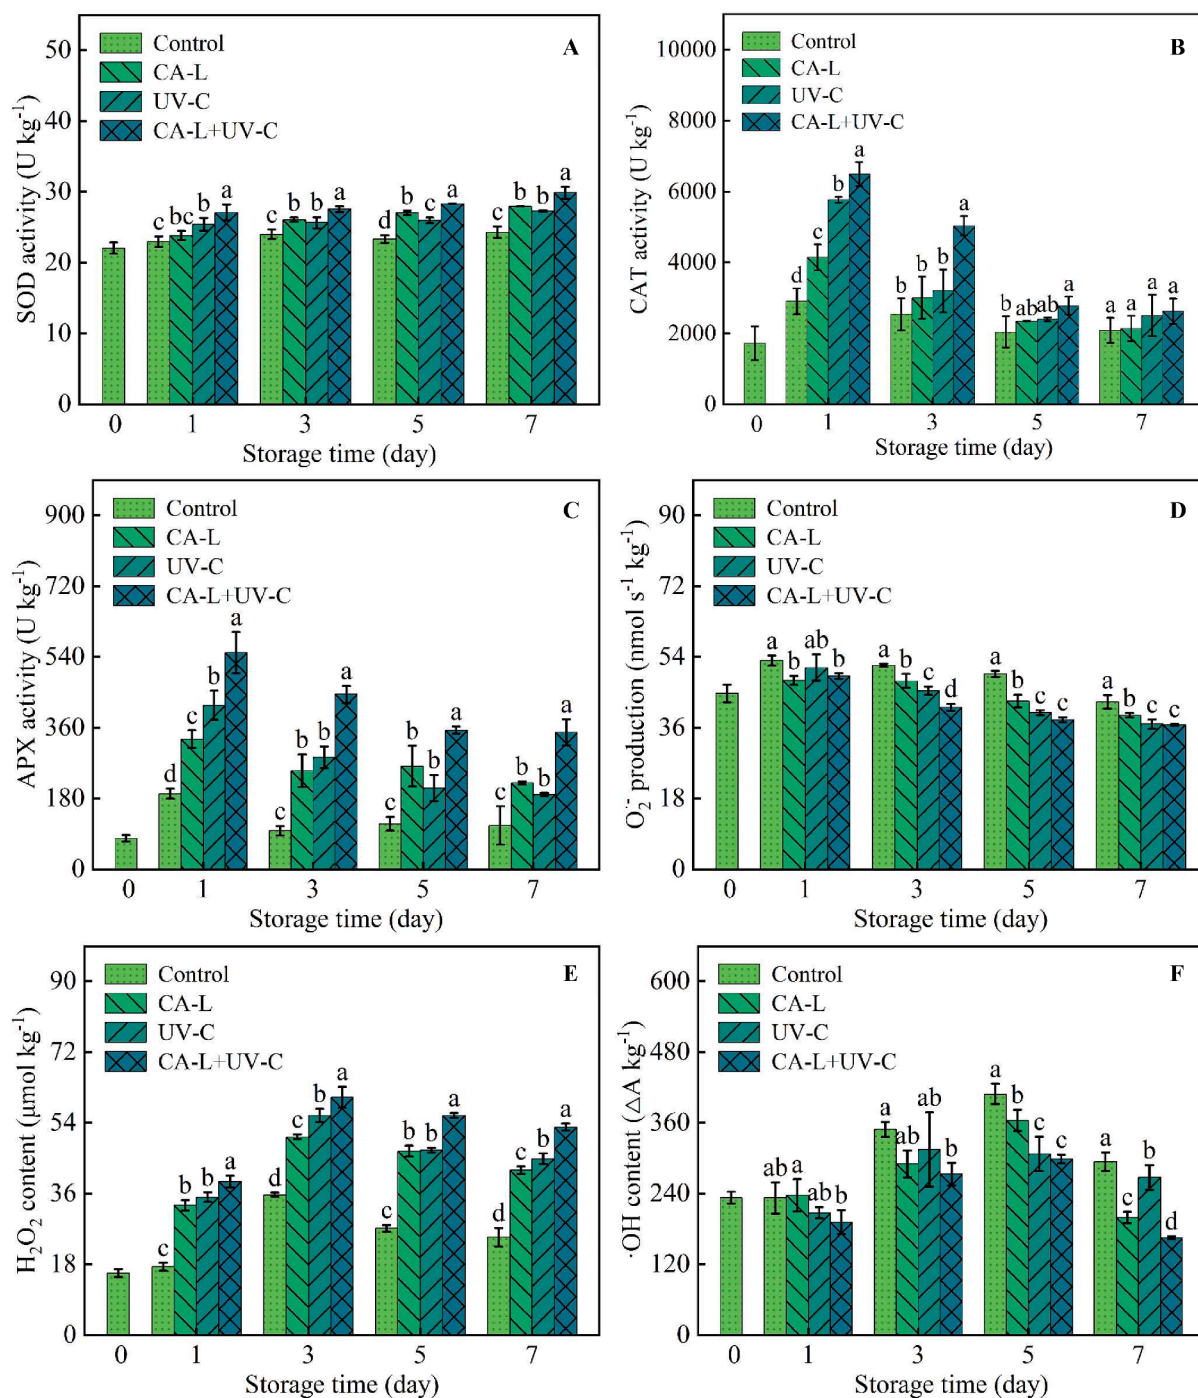 A
Control
CA-L
UV-C
CA-L+UV-C
SOD activity (U kg⁻¹)
50
40
30
20
10
0
c bc b a
c b b a
d b c a
c b b a
0 1 3 5 7
Storage time (day)
B
Control
CA-L
UV-C
CA-L+UV-C
CAT activity (U kg⁻¹)
10000
8000
6000
4000
2000
0
d c b a
b b b a
b ab ab a
a a a a
0 1 3 5 7
Storage time (day)
C
Control
CA-L
UV-C
CA-L+UV-C
APX activity (U kg⁻¹)
900
720
540
360
180
0
d c b a
c b b a
c b b a
c b b a
0 1 3 5 7
Storage time (day)
D
Control
CA-L
UV-C
CA-L+UV-C
O₂·⁻ production (nmol s⁻¹ kg⁻¹)
90
72
54
36
18
0
a b ab b
a b c d
a b c c
a b c c
0 1 3 5 7
Storage time (day)
E
Control
CA-L
UV-C
CA-L+UV-C
H₂O₂ content (μmol kg⁻¹)
90
72
54
36
18
0
c b b a
d c b a
c b b a
d c b a
0 1 3 5 7
Storage time (day)
F
Control
CA-L
UV-C
CA-L+UV-C
·OH content (△A kg⁻¹)
600
480
360
240
120
0
ab a ab b
a ab ab b
a b c c
a c b d
0 1 3 5 7
Storage time (day)